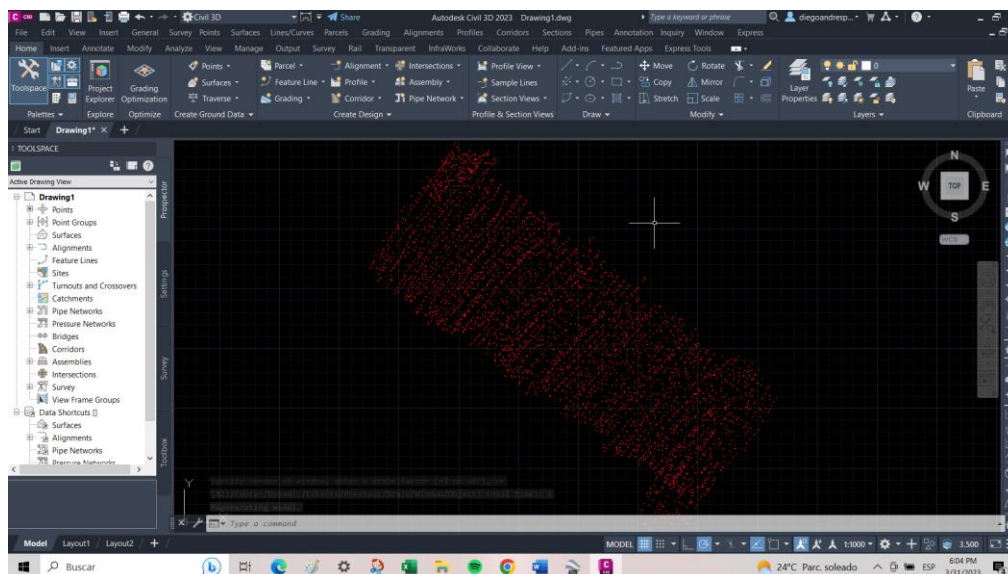 C C3D Civil 3D Share Autodesk Civil 3D 2023 Drawing1.dwg Type a keyword or phrase diegoandresp...
File Edit View Insert General Survey Points Surfaces Lines/Curves Parcels Grading Alignments Profiles Corridors Sections Pipes Annotation Inquiry Window Express
Home Insert Annotate Modify Analyze View Manage Output Survey Rail Transparent InfraWorks Collaborate Help Add-ins Featured Apps Express Tools
Points Parcel Alignment Intersections Profile View Move Rotate 0
Toolspace Project Explorer Grading Optimization Surfaces Feature Line Profile Assembly Sample Lines Copy Mirror Layer Properties Paste
Traverse Grading Corridor Pipe Network Section Views Stretch Scale
Palettes Explore Optimize Create Ground Data Create Design Profile & Section Views Draw Modify Layers Clipboard
Start Drawing1* +
TOOLSPACE
Active Drawing View
Drawing1
Points
Point Groups
Surfaces
Alignments
Feature Lines
Sites
Turnouts and Crossovers
Catchments
Pipe Networks
Pressure Networks
Bridges
Corridors
Assemblies
Intersections
Survey
View Frame Groups
Data Shortcuts []
Surfaces
Alignments
Pipe Networks
Pressure Networks
Prospector
Settings
Survey
Toolbox
N
W TOP E
S
WCS
Y
Regenerating model.
Type a command
Model Layout1 Layout2 + MODEL 1:1000 3.500
Buscar 24°C Parc. soleado ESP 6:04 PM
3/31/2023